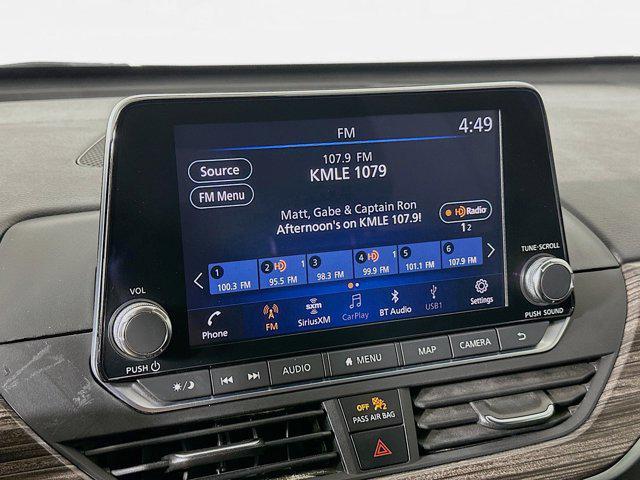 FM
4:49
Source
107.9 FM
KMLE 1079
FM Menu
Matt, Gabe & Captain Ron
Afternoon's on KMLE 107.9!
HD Radio
1 2
1 2 HD 1 3 4 HD 1 5 6
100.3 FM 95.5 FM 98.3 FM 99.9 FM 101.1 FM 107.9 FM
Phone FM sxm SiriusXM CarPlay BT Audio USB1 Settings
VOL
PUSH
TUNE·SCROLL
PUSH SOUND
AUDIO MENU MAP CAMERA
OFF 2
PASS AIR BAG